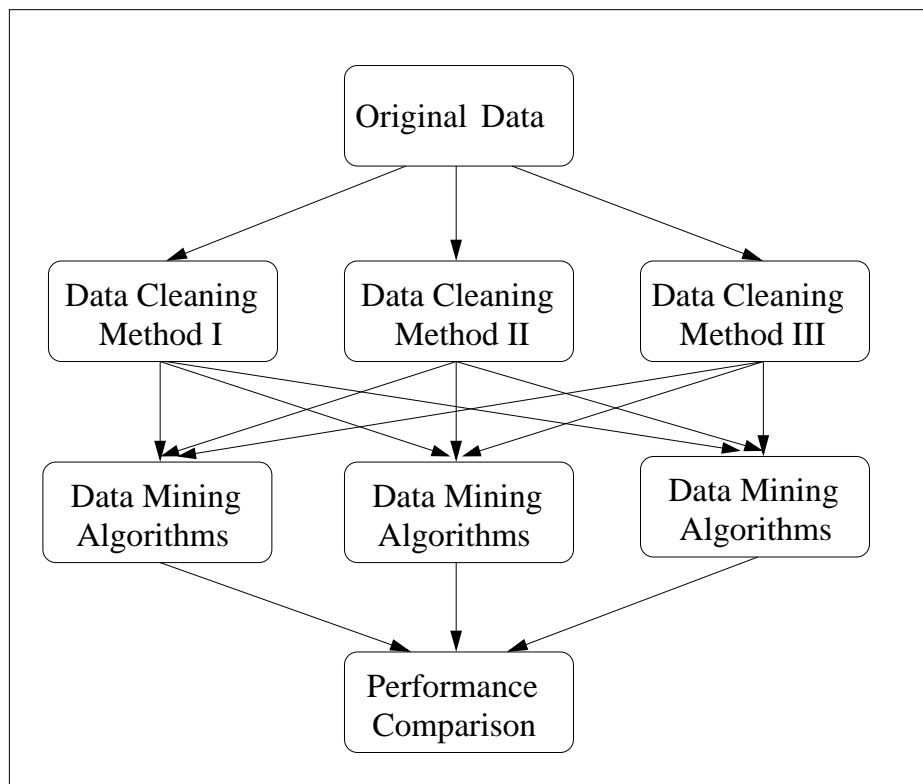 Original Data
Data Cleaning
Method I
Data Cleaning
Method II
Data Cleaning
Method III
Data Mining
Algorithms
Data Mining
Algorithms
Data Mining
Algorithms
Performance
Comparison